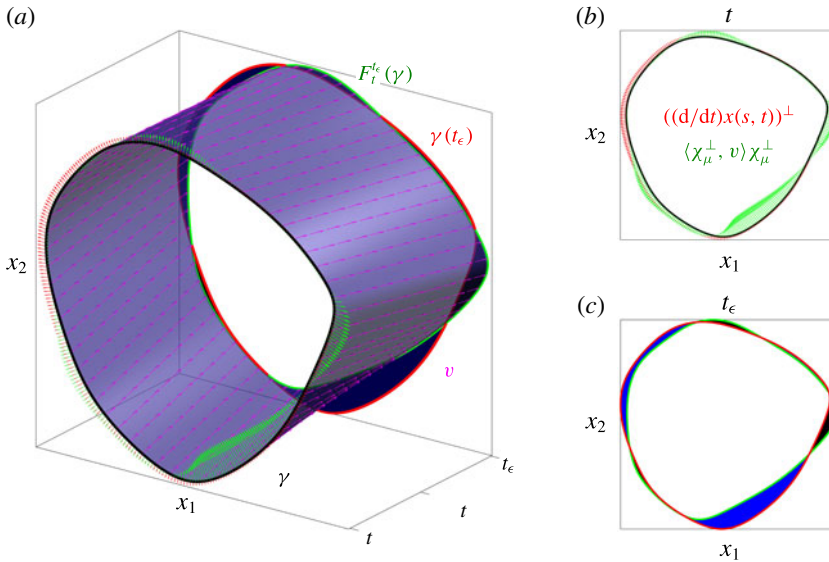 (a)
F_t^{t_ϵ}(γ)
γ(t_ϵ)
x_2
v
γ
x_1
t_ϵ
t
t
(b)
t
((d/dt)x(s, t))^⊥
x_2
⟨χ_μ^⊥, v⟩χ_μ^⊥
x_1
(c)
t_ϵ
x_2
x_1